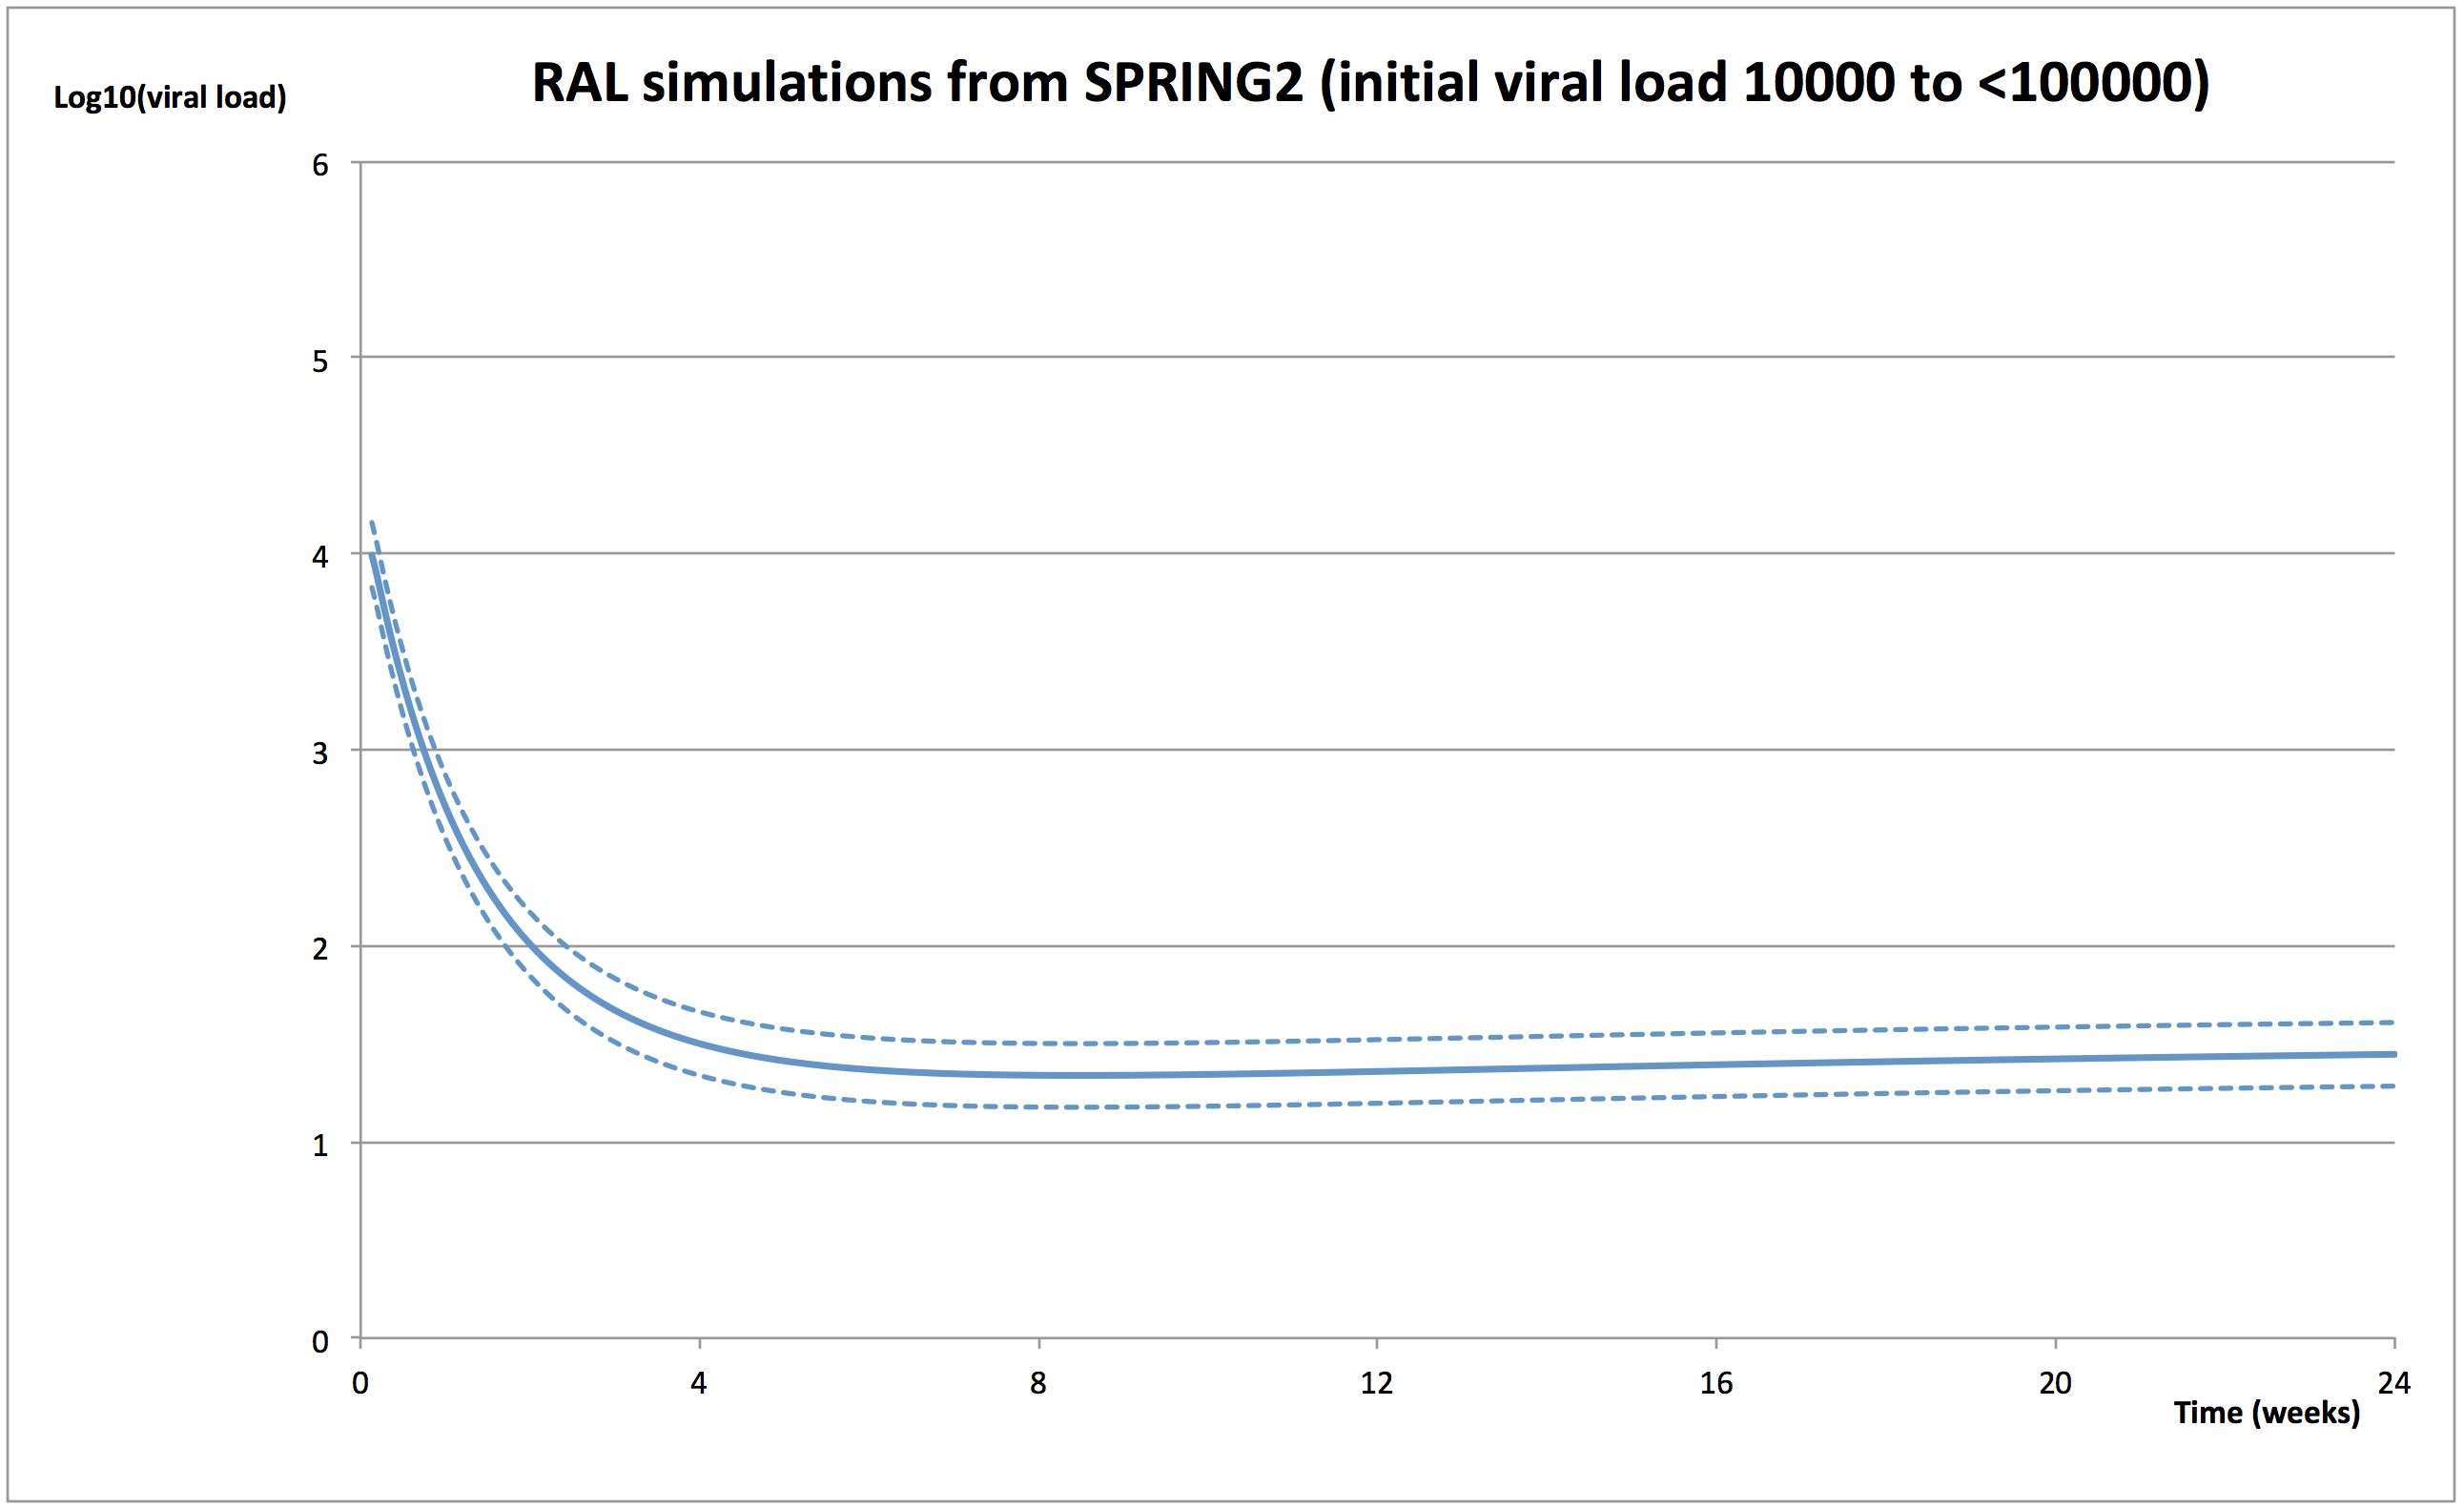 RAL simulations from SPRING2 (initial viral load 10000 to <100000)
Log10(viral load)
6
5
4
3
2
1
0
0 4 8 12 16 20 24
Time (weeks)